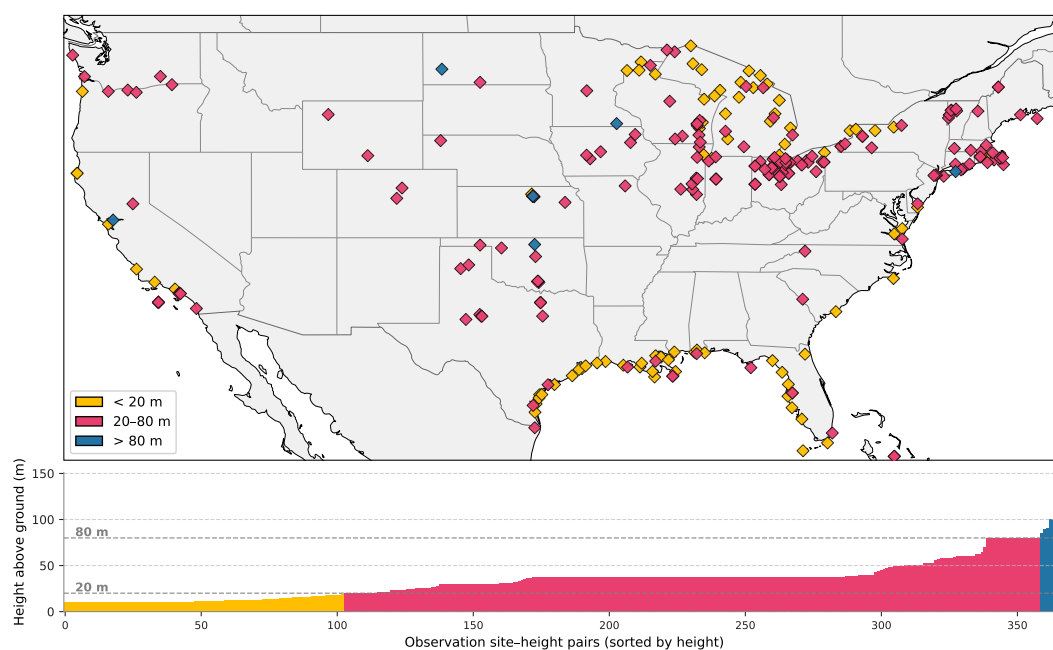 < 20 m
20–80 m
> 80 m
150
100
80 m
50
20 m
0
Height above ground (m)
0 50 100 150 200 250 300 350
Observation site–height pairs (sorted by height)